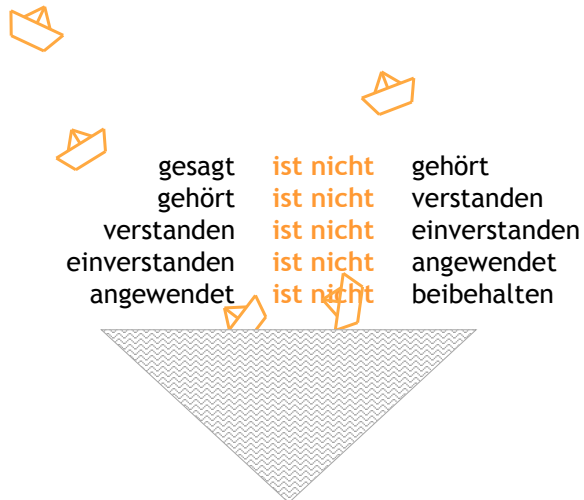 gesagt ist nicht gehört
gehört ist nicht verstanden
verstanden ist nicht einverstanden
einverstanden ist nicht angewendet
angewendet ist nicht beibehalten